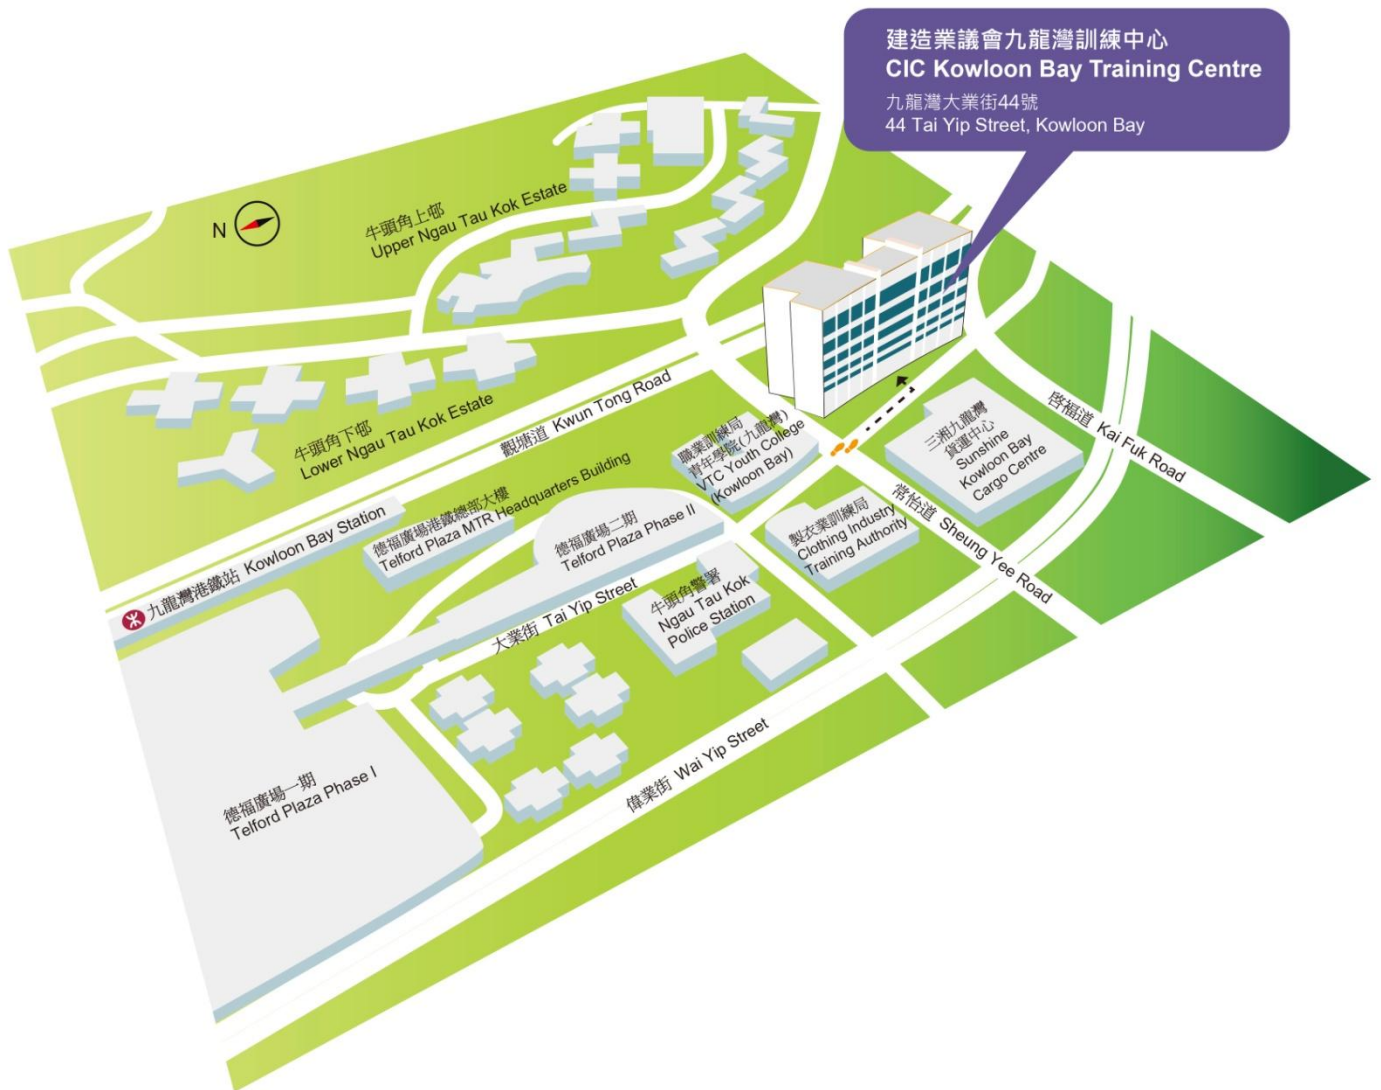 建造業議會九龍灣訓練中心
CIC Kowloon Bay Training Centre
九龍灣大業街44號
44 Tai Yip Street, Kowloon Bay
N
牛頭角上邨
Upper Ngau Tau Kok Estate
牛頭角下邨
Lower Ngau Tau Kok Estate
觀塘道 Kwun Tong Road
九龍灣港鐵站 Kowloon Bay Station
德福廣場港鐵總部大樓
Telford Plaza MTR Headquarters Building
德福廣場二期
Telford Plaza Phase II
職業訓練局
青年學院(九龍灣)
VTC Youth College
(Kowloon Bay)
三湘九龍灣
貨運中心
Sunshine
Kowloon Bay
Cargo Centre
啓福道 Kai Fuk Road
常怡道 Sheung Yee Road
製衣業訓練局
Clothing Industry
Training Authority
大業街 Tai Yip Street
牛頭角警署
Ngau Tau Kok
Police Station
偉業街 Wai Yip Street
德福廣場一期
Telford Plaza Phase I